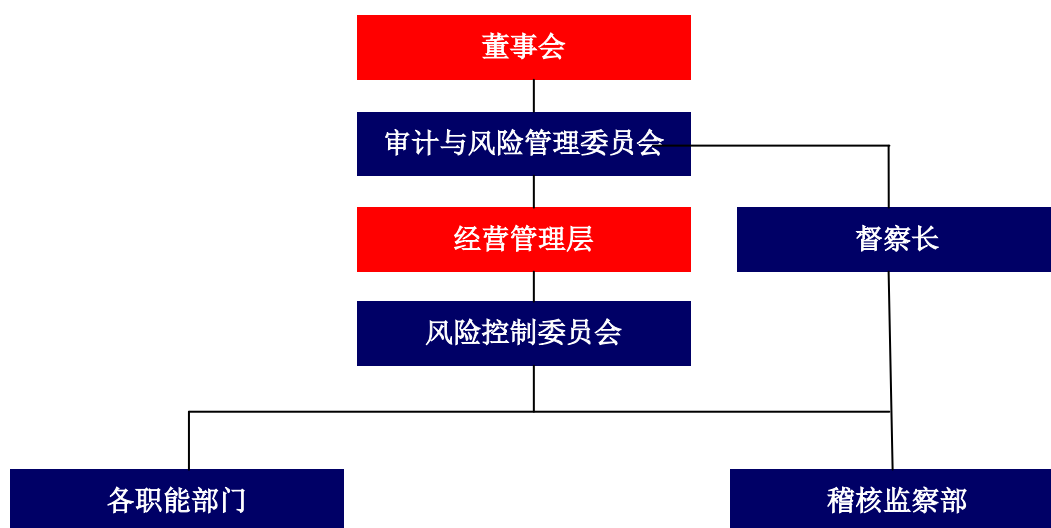 董事会
审计与风险管理委员会
经营管理层
督察长
风险控制委员会
各职能部门
稽核监察部